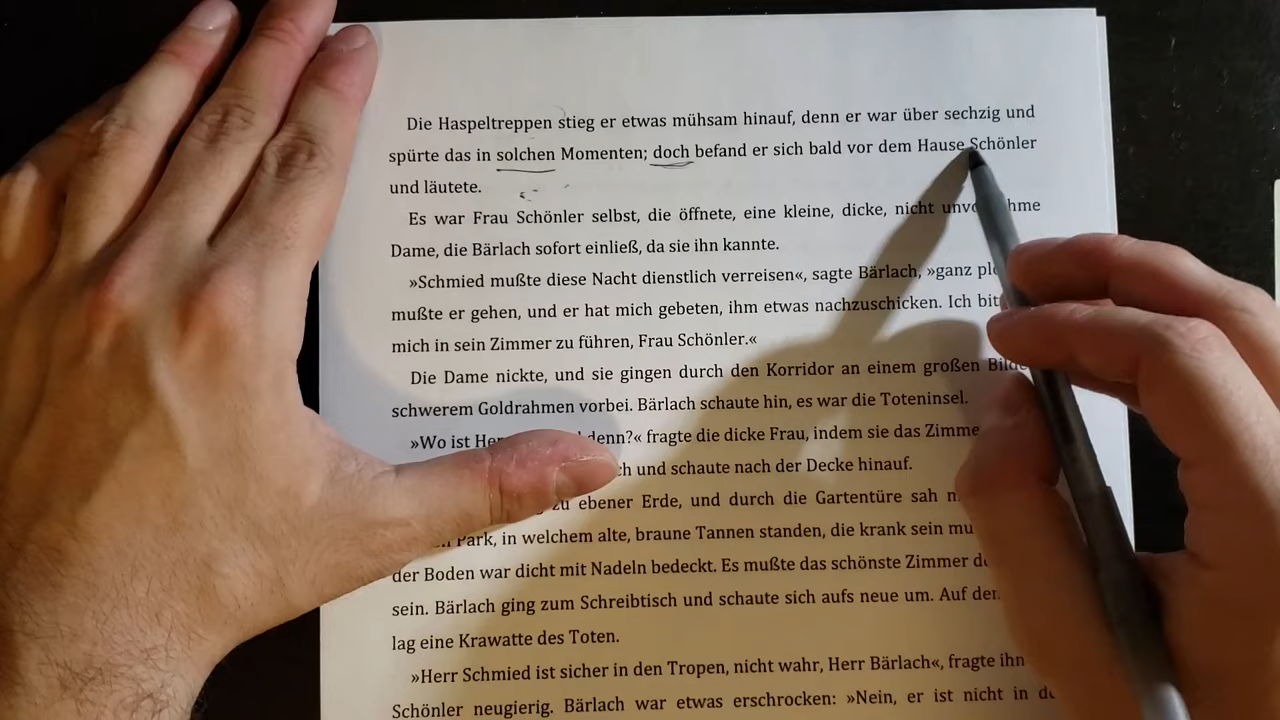 Die Haspeltreppen stieg er etwas mühsam hinauf, denn er war über sechzig und
spürte das in solchen Momenten; doch befand er sich bald vor dem Hause Schönler
und läutete.
Es war Frau Schönler selbst, die öffnete, eine kleine, dicke, nicht
Dame, die Bärlach sofort einließ, da sie ihn kannte.
»Schmied mußte diese Nacht dienstlich verreisen«, sagte Bärlach, »ganz
mußte er gehen, und er hat mich gebeten, ihm etwas nachzuschicken. Ich
mich in sein Zimmer zu führen, Frau Schönler.«
Die Dame nickte, und sie gingen durch den Korridor an einem großen Bilde
schwerem Goldrahmen vorbei. Bärlach schaute hin, es war die Toteninsel.
»Wo ist denn?« fragte die dicke Frau, indem sie das
und schaute nach der Decke hinauf.
zu ebener Erde, und durch die Gartentüre sah
Park, in welchem alte, braune Tannen standen, die krank sein
der Boden war dicht mit Nadeln bedeckt. Es mußte das schönste Zimmer
sein. Bärlach ging zum Schreibtisch und schaute sich aufs neue um. Auf
lag eine Krawatte des Toten.
»Herr Schmied ist sicher in den Tropen, nicht wahr, Herr Bärlach«, fragte ihn
Schönler neugierig. Bärlach war etwas erschrocken: »Nein, er ist nicht in